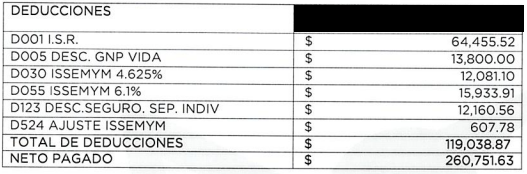 DEDUCCIONES
D001 I.S.R. $ 64,455.52
D005 DESC. GNP VIDA $ 13,800.00
D030 ISSEMYM 4.625% $ 12,081.10
D055 ISSEMYM 6.1% $ 15,933.91
D123 DESC.SEGURO. SEP. INDIV $ 12,160.56
D524 AJUSTE ISSEMYM $ 607.78
TOTAL DE DEDUCCIONES $ 119,038.87
NETO PAGADO $ 260,751.63